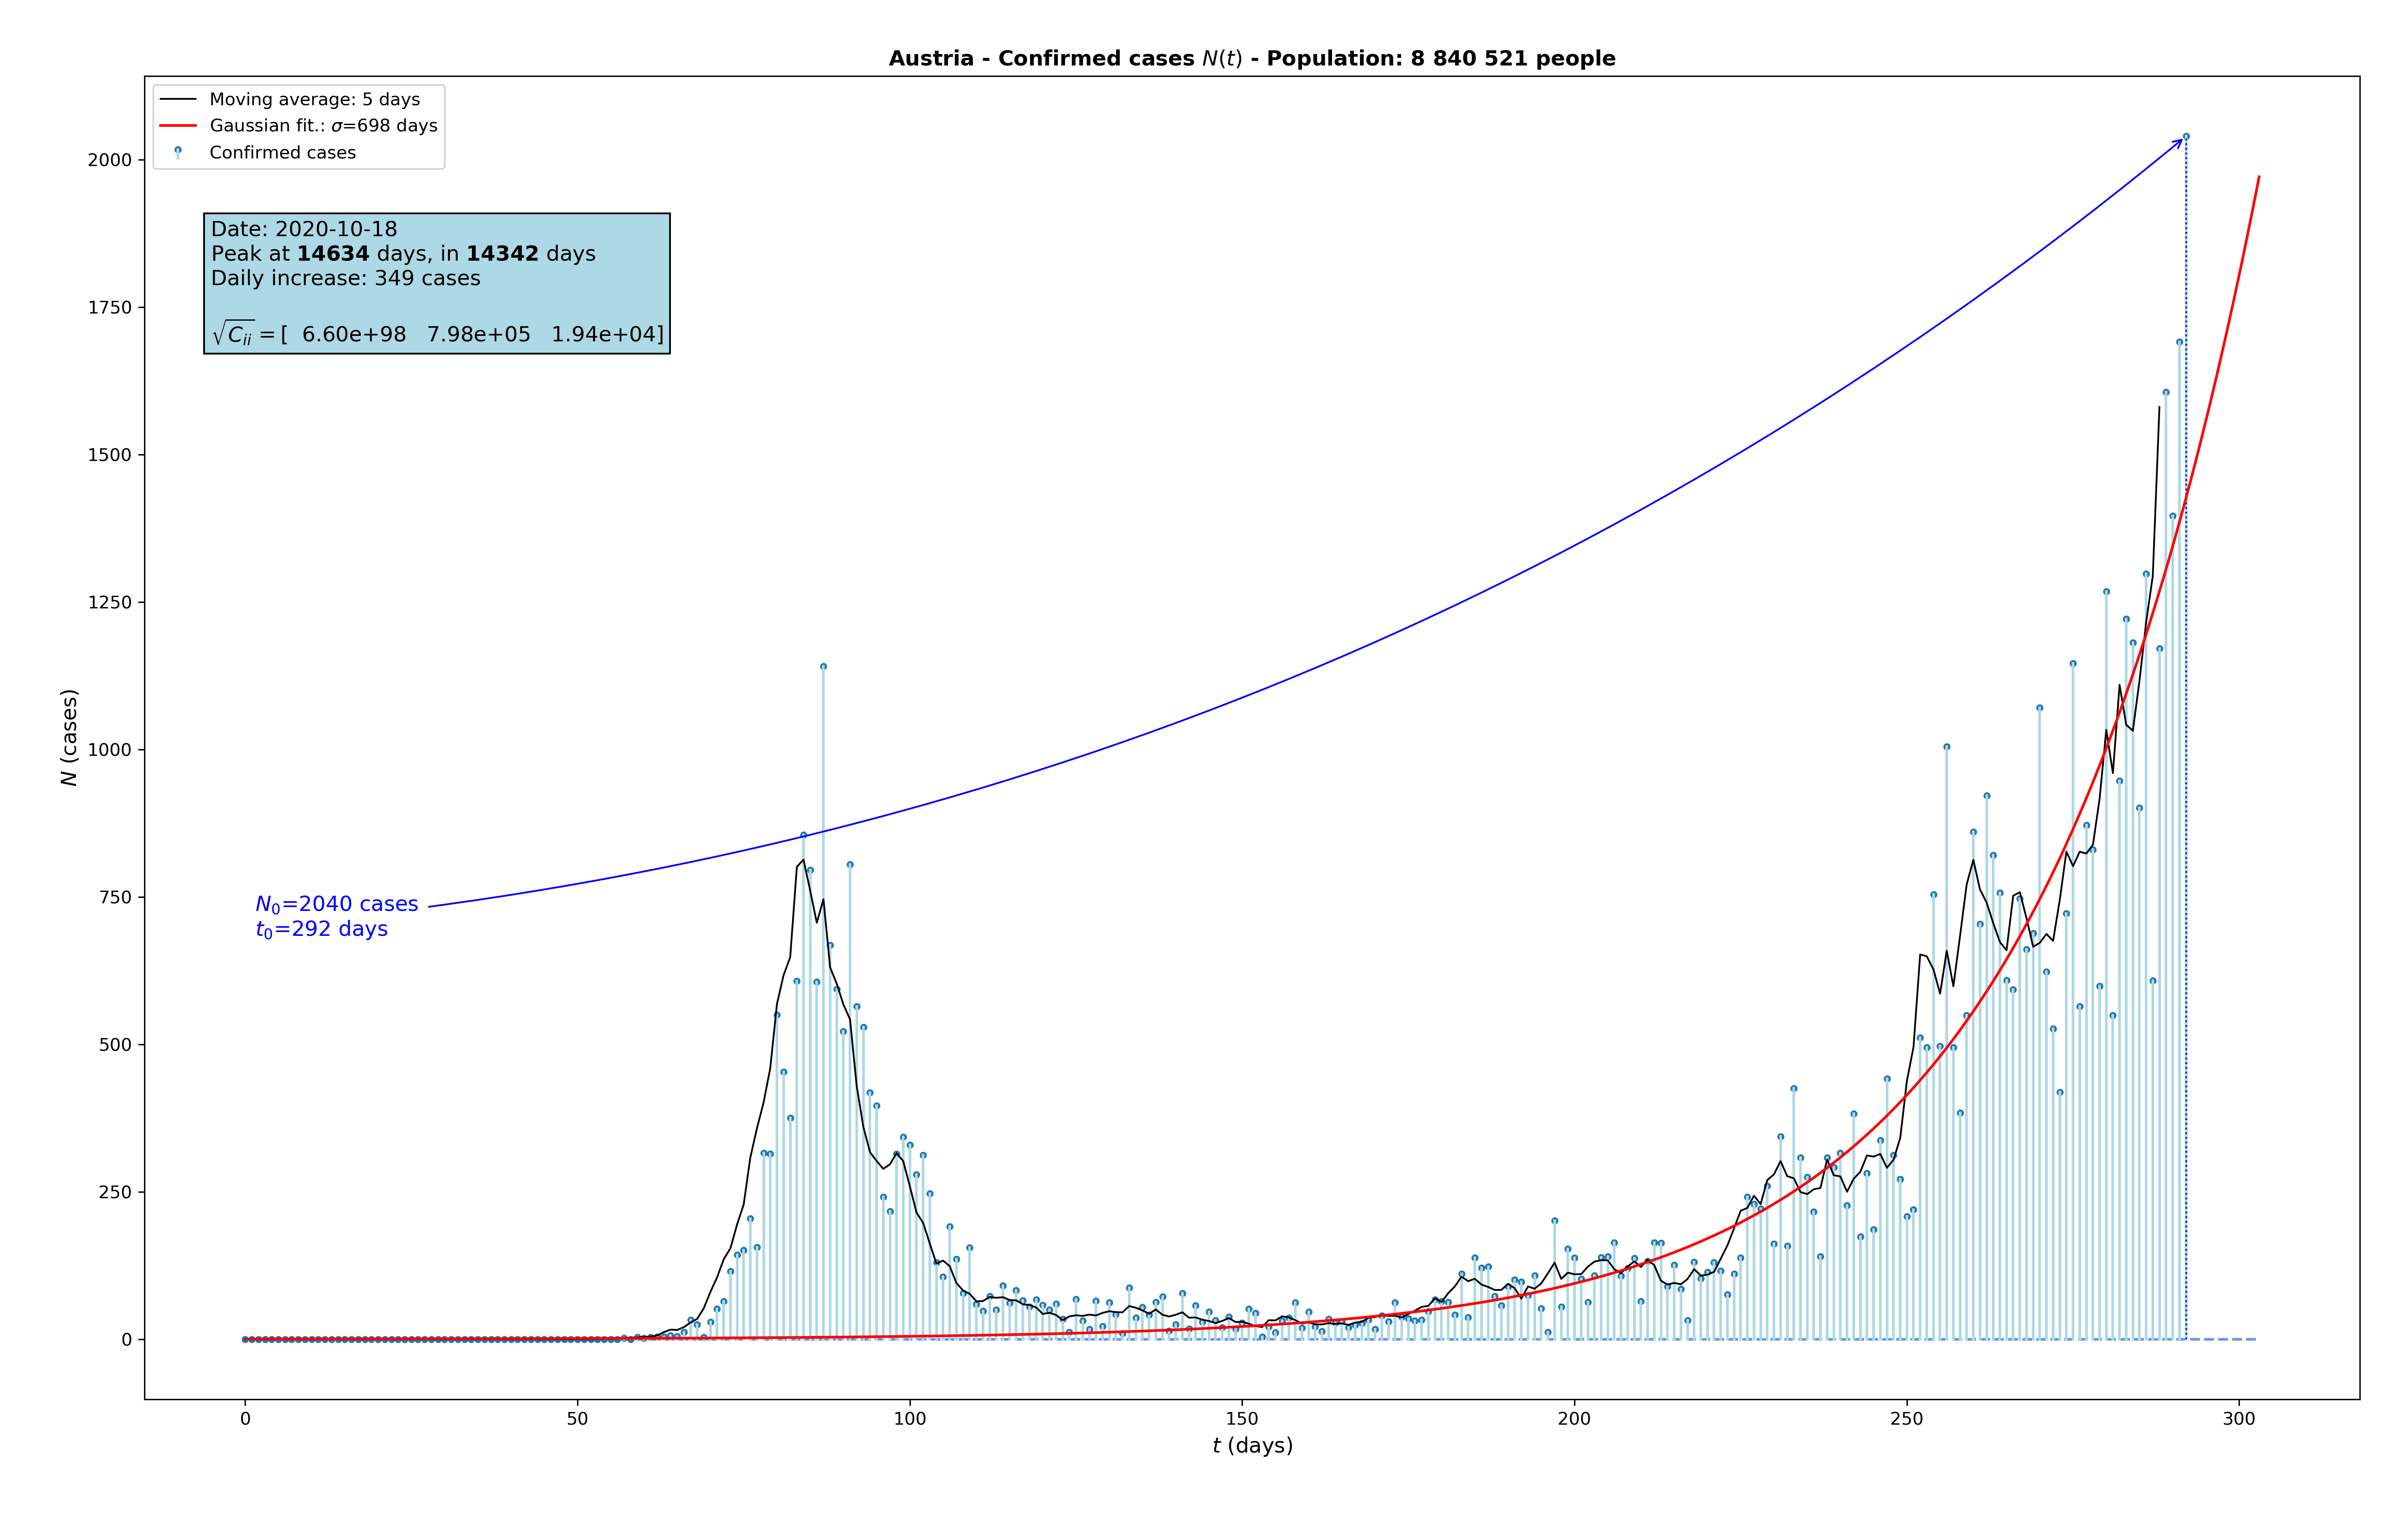 Austria - Confirmed cases N(t) - Population: 8 840 521 people
Moving average: 5 days
Gaussian fit.: σ=698 days
Confirmed cases
Date: 2020-10-18
Peak at 14634 days, in 14342 days
Daily increase: 349 cases
√C_ii = [ 6.60e+98 7.98e+05 1.94e+04]
N₀=2040 cases
t₀=292 days
N (cases)
2000
1750
1500
1250
1000
750
500
250
0
0 50 100 150 200 250 300
t (days)